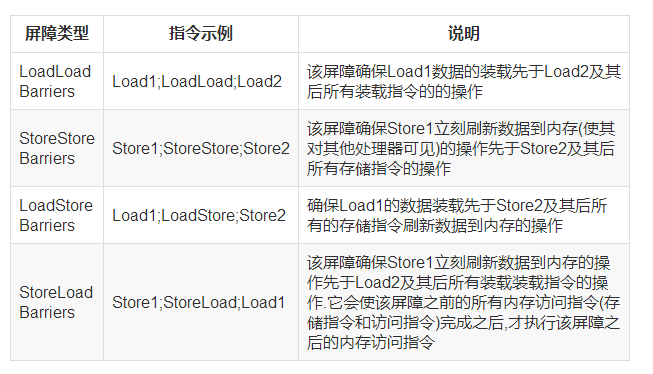 屏障类型 指令示例 说明
LoadLoad
Barriers
Load1;LoadLoad;Load2
该屏障确保Load1数据的装载先于Load2及其
后所有装载指令的的操作
StoreStore
Barriers
Store1;StoreStore;Store2
该屏障确保Store1立刻刷新数据到内存(使其
对其他处理器可见)的操作先于Store2及其后
所有存储指令的操作
LoadStore
Barriers
Load1;LoadStore;Store2
确保Load1的数据装载先于Store2及其后所
有的存储指令刷新数据到内存的操作
StoreLoad
Barriers
Store1;StoreLoad;Load1
该屏障确保Store1立刻刷新数据到内存的操
作先于Load2及其后所有装载装载指令的操
作.它会使该屏障之前的所有内存访问指令(存
储指令和访问指令)完成之后,才执行该屏障之
后的内存访问指令